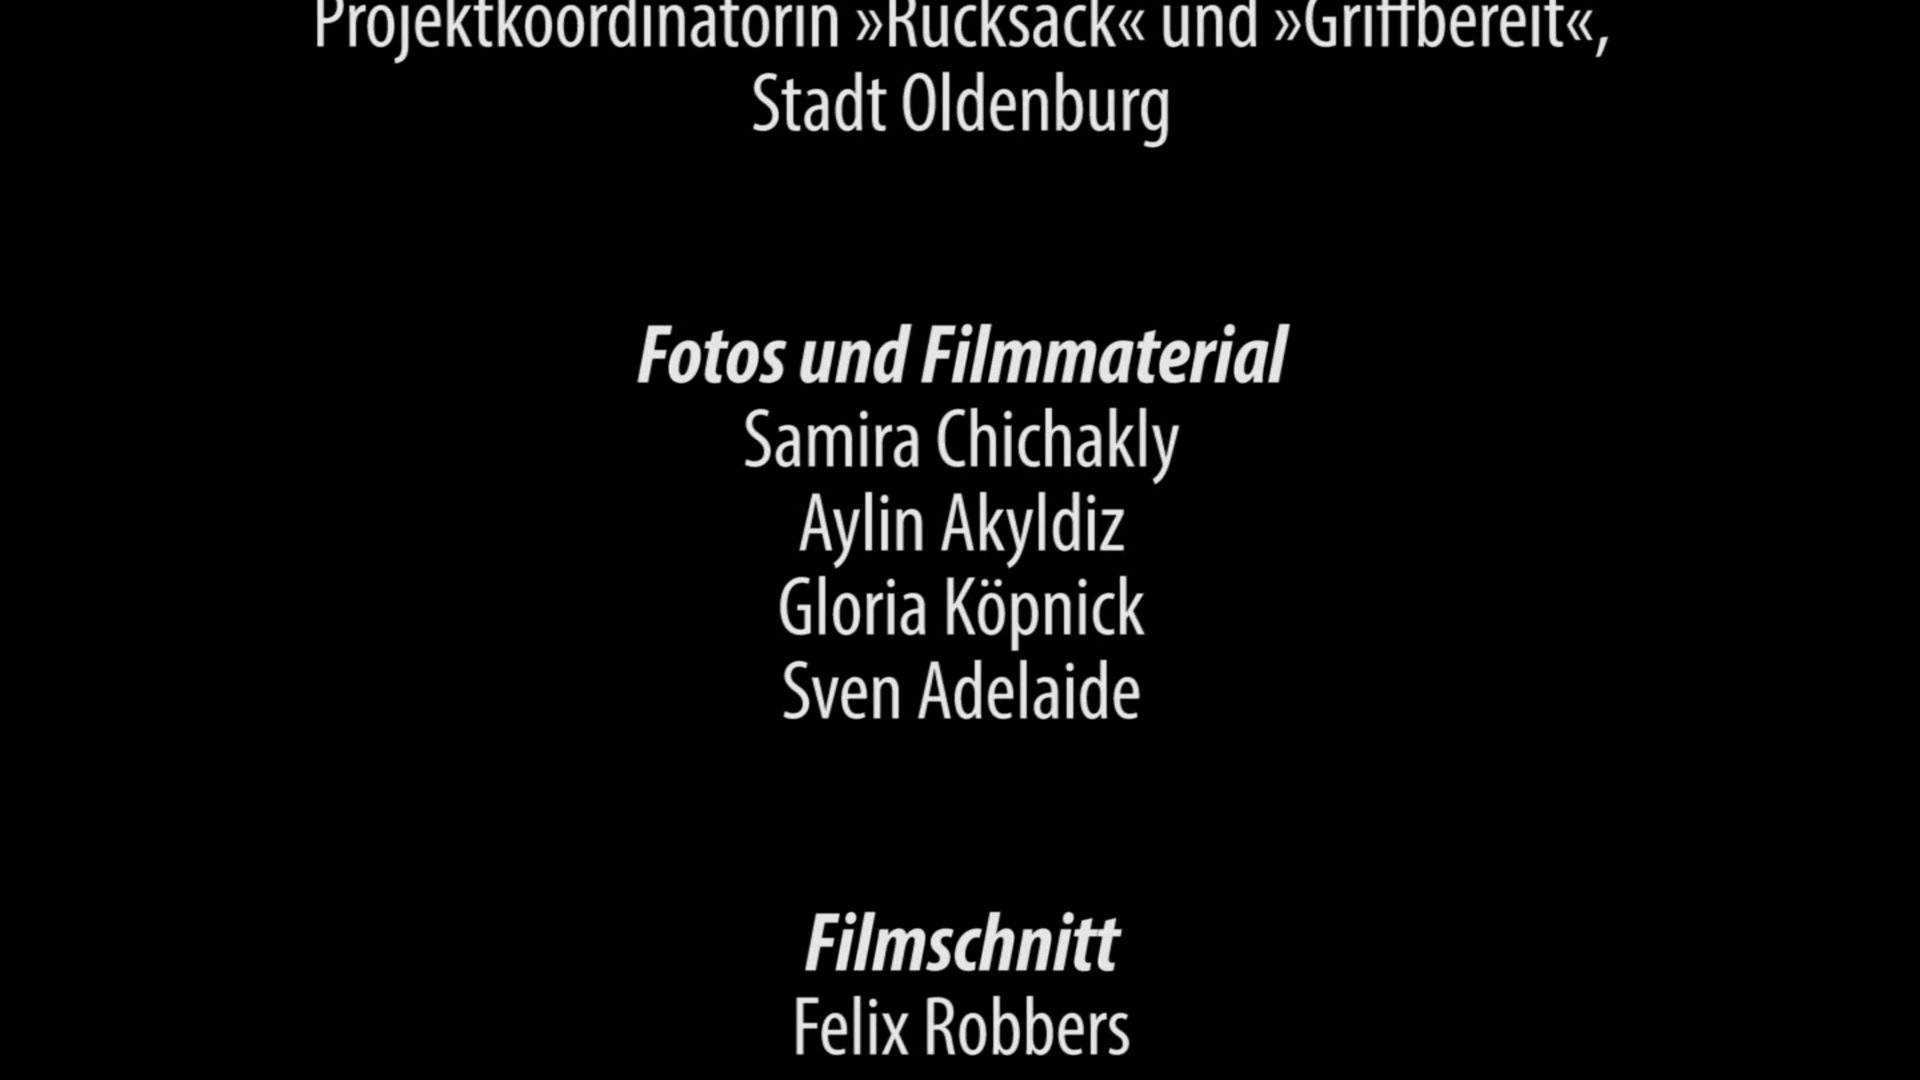 Projektkoordinatorin »Rucksack« und »Griffbereit«,
Stadt Oldenburg
Fotos und Filmmaterial
Samira Chichakly
Aylin Akyldiz
Gloria Köpnick
Sven Adelaide
Filmschnitt
Felix Robbers